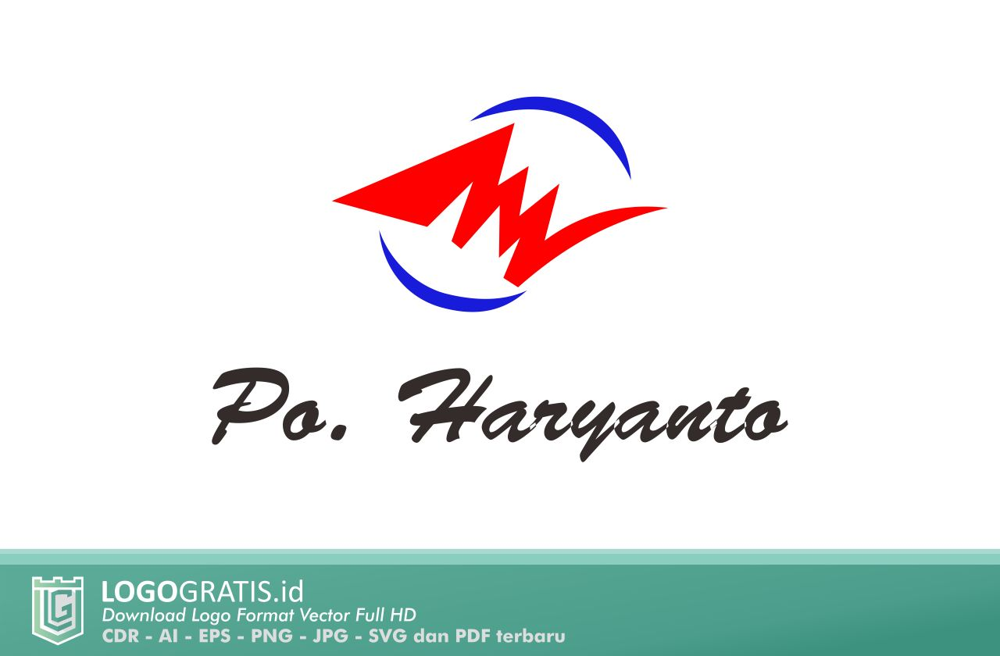 Po. Haryanto
LOGOGRATIS.id
Download Logo Format Vector Full HD
CDR - AI - EPS - PNG - JPG - SVG dan PDF terbaru